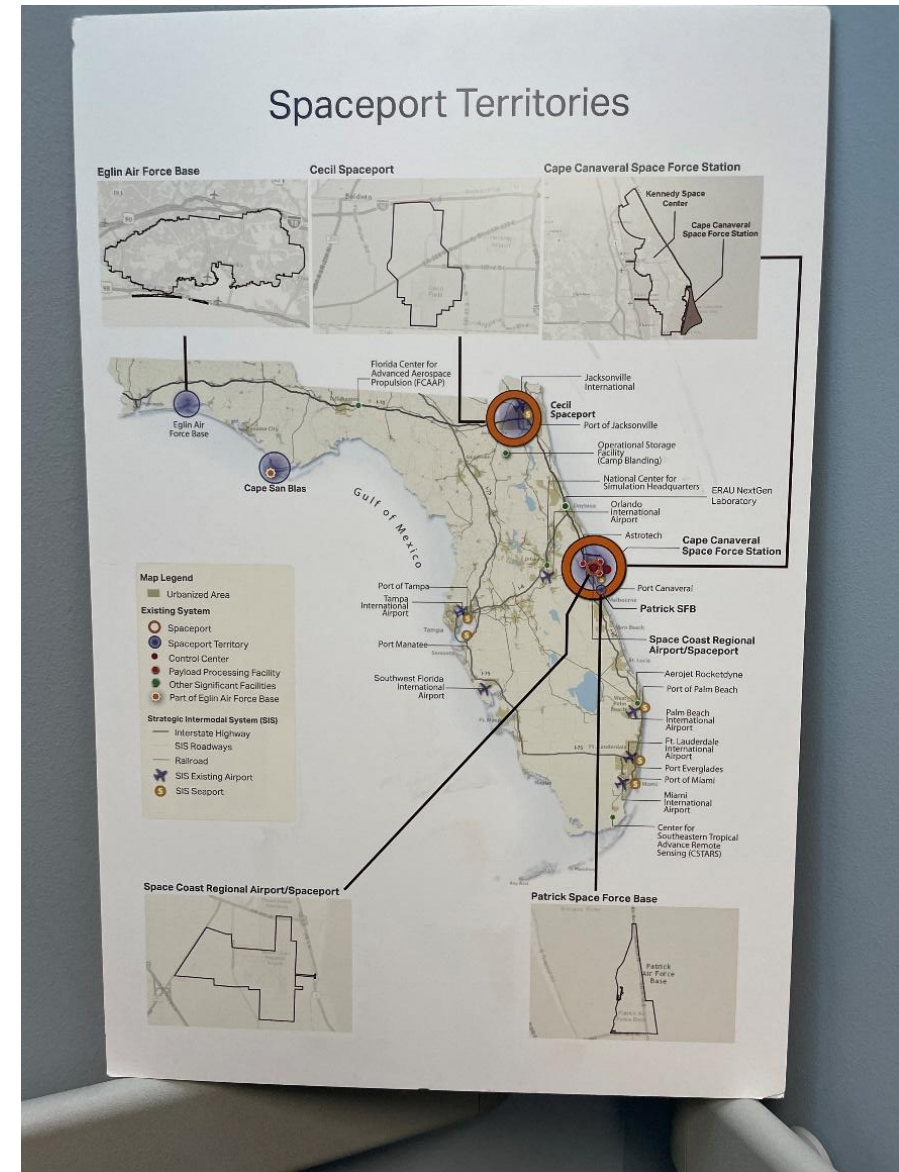 Spaceport Territories
Eglin Air Force Base
Cecil Spaceport
Cape Canaveral Space Force Station
Kennedy Space
Center
Cape Canaveral
Space Force Station
Florida Center for
Advanced Aerospace
Propulsion (FCAAP)
Jacksonville
International
Cecil
Spaceport
Port of Jacksonville
Eglin Air
Force Base
Operational Storage
Facility
(Camp Blanding)
Cape San Blas
National Center for
Simulation Headquarters
ERAU NextGen
Laboratory
Gulf of Mexico
Orlando
International
Airport
Astrotech
Cape Canaveral
Space Force Station
Port Canaveral
Patrick SFB
Space Coast Regional
Airport/Spaceport
Port of Tampa
Tampa
International
Airport
Tampa
Port Manatee
Southwest Florida
International
Airport
Aerojet Rocketdyne
Port of Palm Beach
Palm Beach
International
Airport
Ft. Lauderdale
International
Airport
Port Everglades
Port of Miami
Miami
International
Airport
Center for
Southeastern Tropical
Advance Remote
Sensing (CSTARS)
Map Legend
Urbanized Area
Existing System
Spaceport
Spaceport Territory
Control Center
Payload Processing Facility
Other Significant Facilities
Part of Eglin Air Force Base
Strategic Intermodal System (SIS)
Interstate Highway
SIS Roadways
Railroad
SIS Existing Airport
SIS Seaport
Space Coast Regional Airport/Spaceport
Patrick Space Force Base
Patrick
Air Force
Base